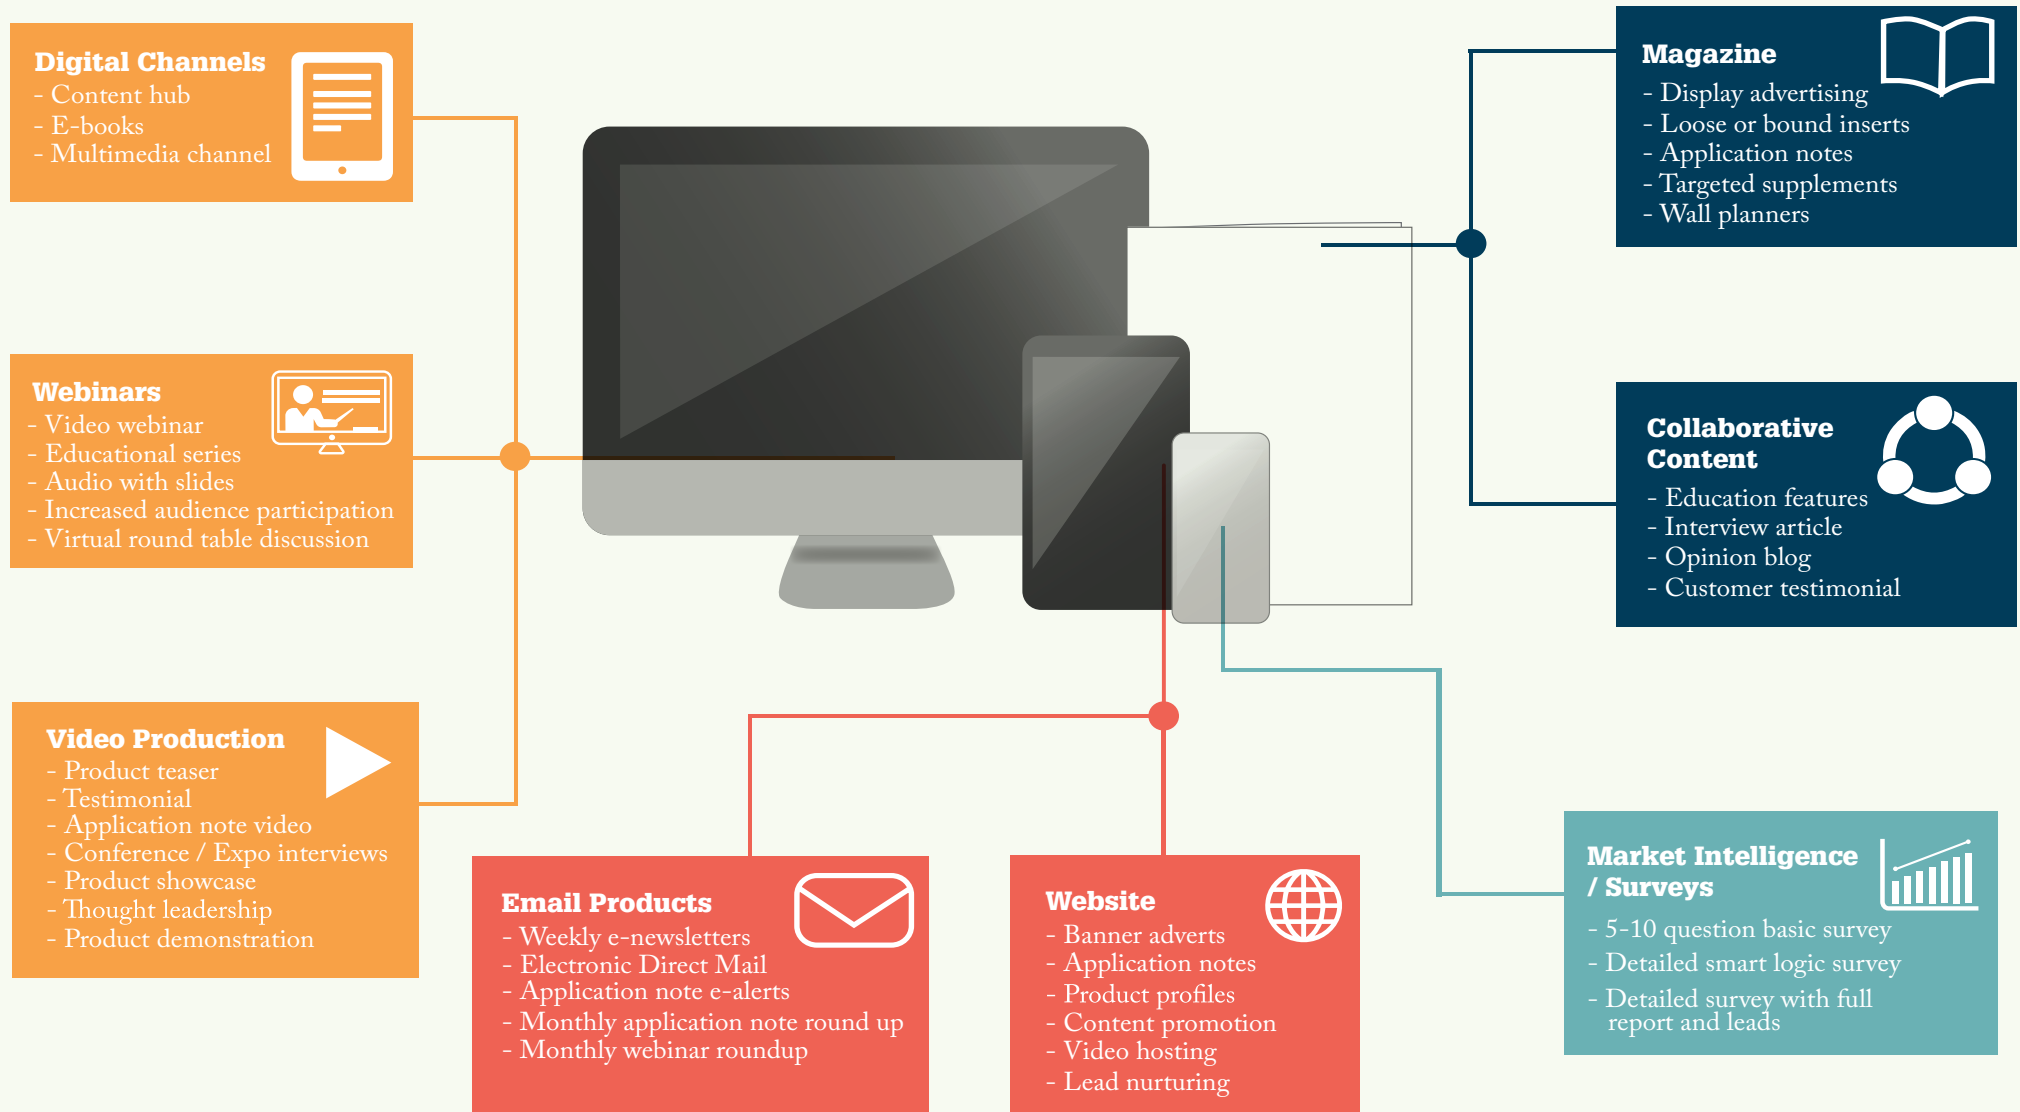 Digital Channels
- Content hub
- E-books
- Multimedia channel
Webinars
- Video webinar
- Educational series
- Audio with slides
- Increased audience participation
- Virtual round table discussion
Video Production
- Product teaser
- Testimonial
- Application note video
- Conference / Expo interviews
- Product showcase
- Thought leadership
- Product demonstration
Email Products
- Weekly e-newsletters
- Electronic Direct Mail
- Application note e-alerts
- Monthly application note round up
- Monthly webinar roundup
Website
- Banner adverts
- Application notes
- Product profiles
- Content promotion
- Video hosting
- Lead nurturing
Magazine
- Display advertising
- Loose or bound inserts
- Application notes
- Targeted supplements
- Wall planners
Collaborative
Content
- Education features
- Interview article
- Opinion blog
- Customer testimonial
Market Intelligence
/ Surveys
- 5-10 question basic survey
- Detailed smart logic survey
- Detailed survey with full
report and leads